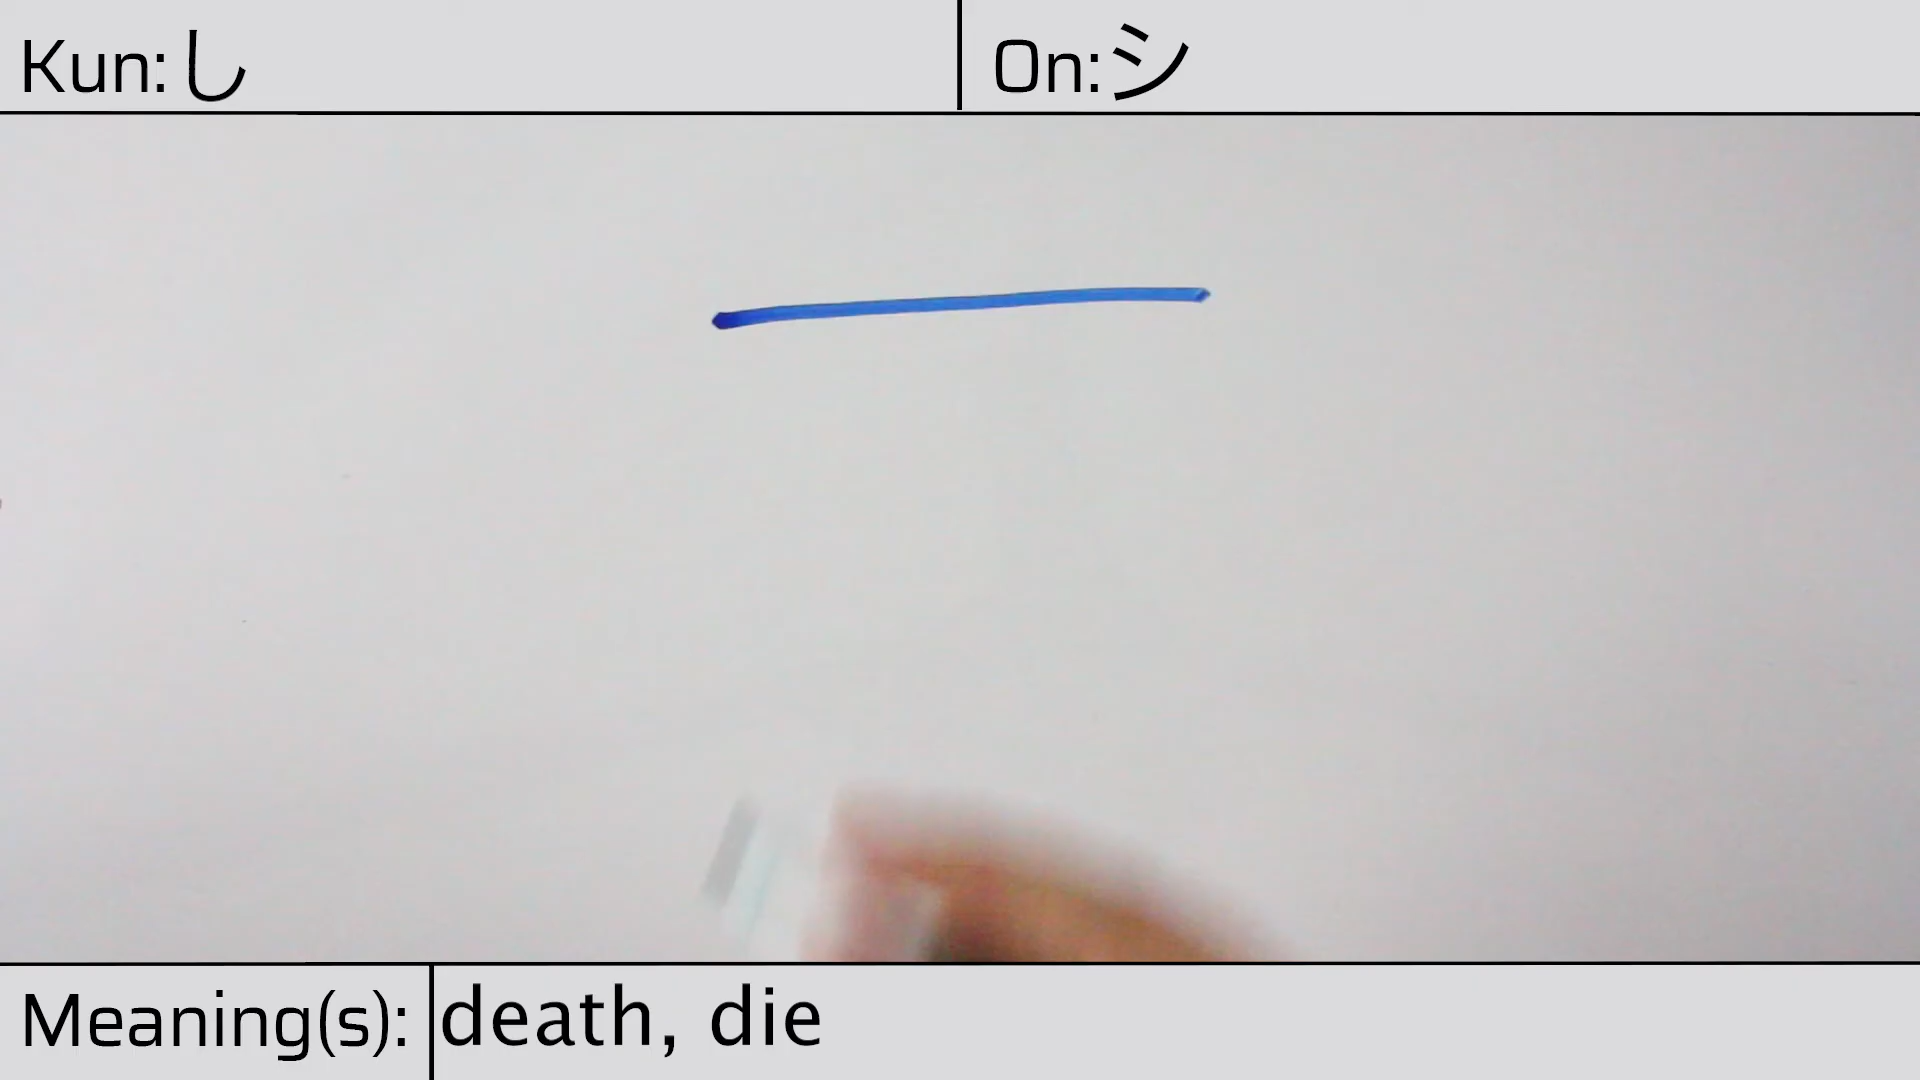 Kun:し
On:シ
Meaning(s): death, die